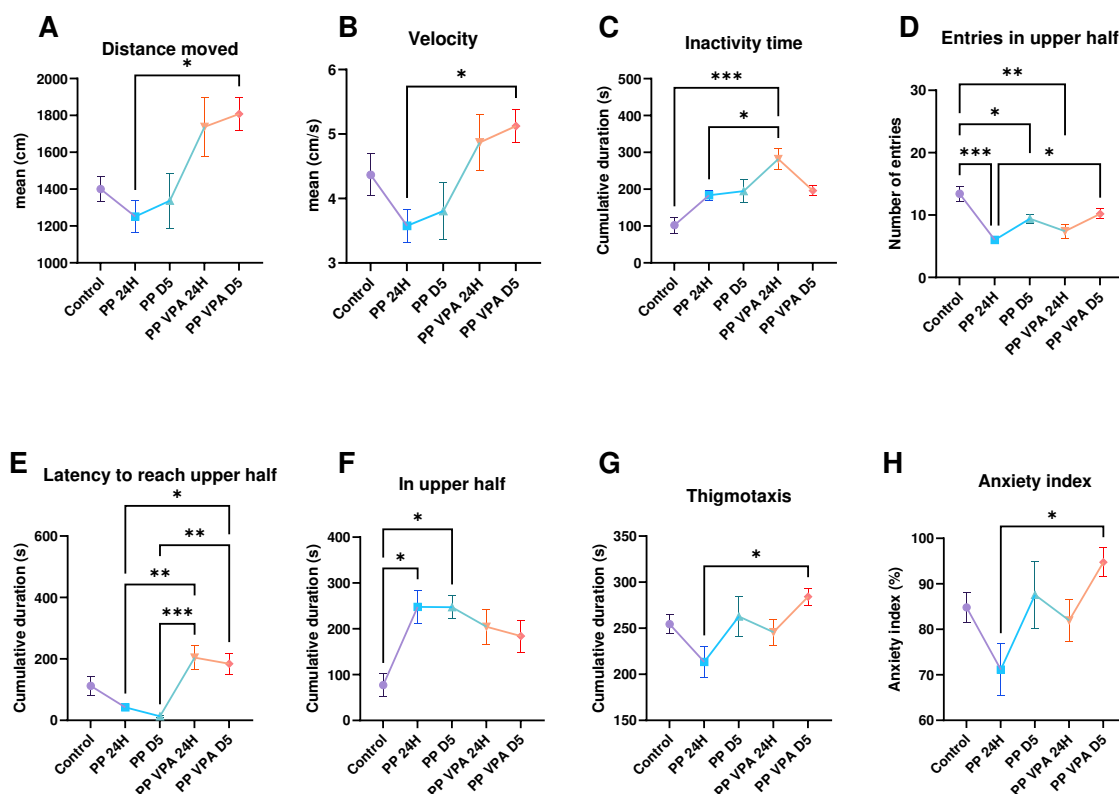 A
Distance moved
*
2000
1800
1600
1400
1200
1000
mean (cm)
Control
PP 24H
PP D5
PP VPA 24H
PP VPA D5
B
Velocity
*
6
5
4
3
mean (cm/s)
Control
PP 24H
PP D5
PP VPA 24H
PP VPA D5
C
Inactivity time
***
*
500
400
300
200
100
0
Cumulative duration (s)
Control
PP 24H
PP D5
PP VPA 24H
PP VPA D5
D
Entries in upper half
**
*
***
*
30
20
10
0
Number of entries
Control
PP 24H
PP D5
PP VPA 24H
PP VPA D5
E
Latency to reach upper half
*
**
**
***
600
400
200
0
Cumulative duration (s)
Control
PP 24H
PP D5
PP VPA 24H
PP VPA D5
F
In upper half
*
*
400
300
200
100
0
Cumulative duration (s)
Control
PP 24H
PP D5
PP VPA 24H
PP VPA D5
G
Thigmotaxis
*
350
300
250
200
150
Cumulative duration (s)
Control
PP 24H
PP D5
PP VPA 24H
PP VPA D5
H
Anxiety index
*
100
90
80
70
60
Anxiety index (%)
Control
PP 24H
PP D5
PP VPA 24H
PP VPA D5